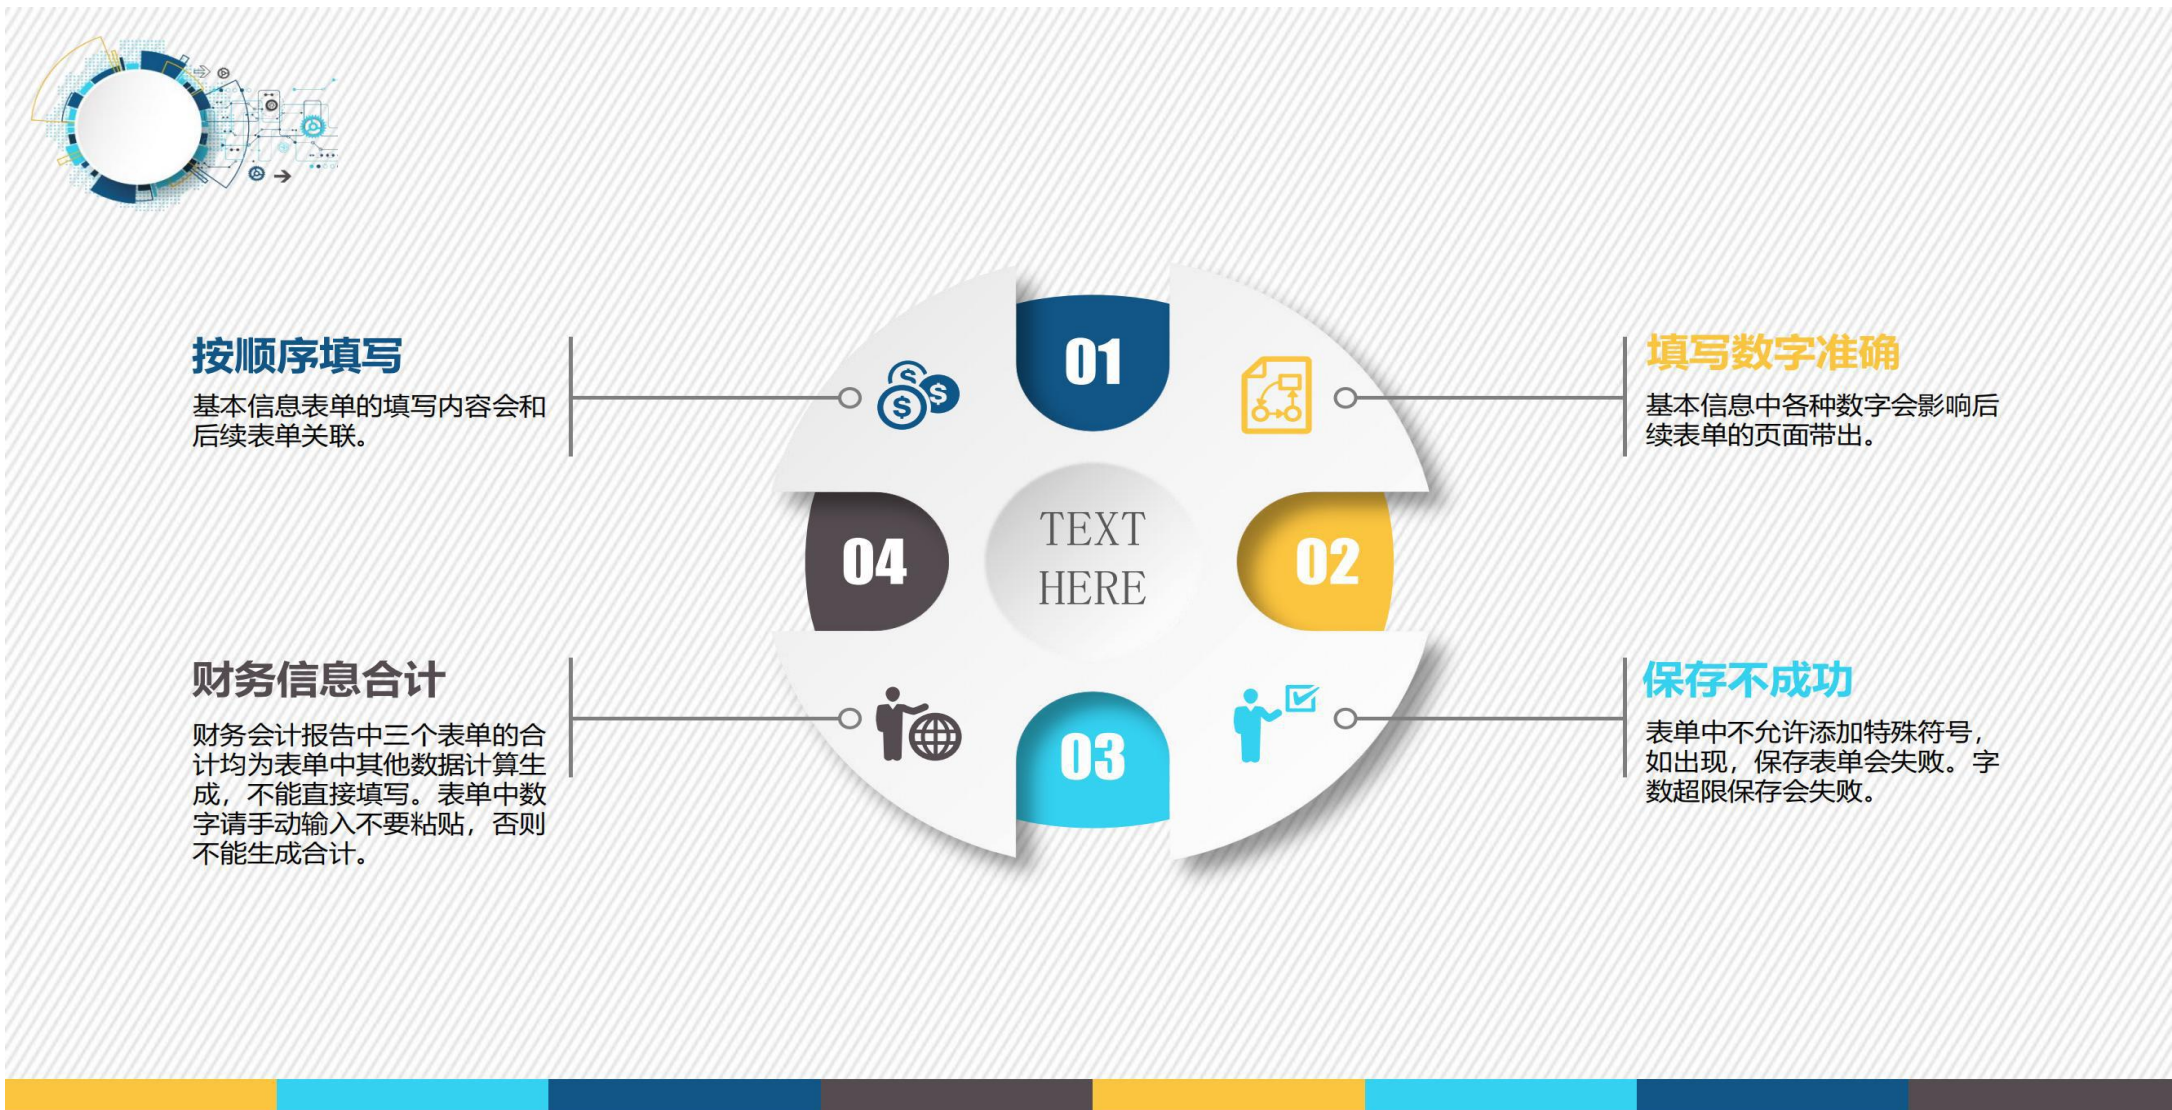 按顺序填写
基本信息表单的填写内容会和
后续表单关联。
01
填写数字准确
基本信息中各种数字会影响后
续表单的页面带出。
04
TEXT
HERE
02
财务信息合计
财务会计报告中三个表单的合
计均为表单中其他数据计算生
成，不能直接填写。表单中数
字请手动输入不要粘贴，否则
不能生成合计。
03
保存不成功
表单中不允许添加特殊符号，
如出现，保存表单会失败。字
数超限保存会失败。